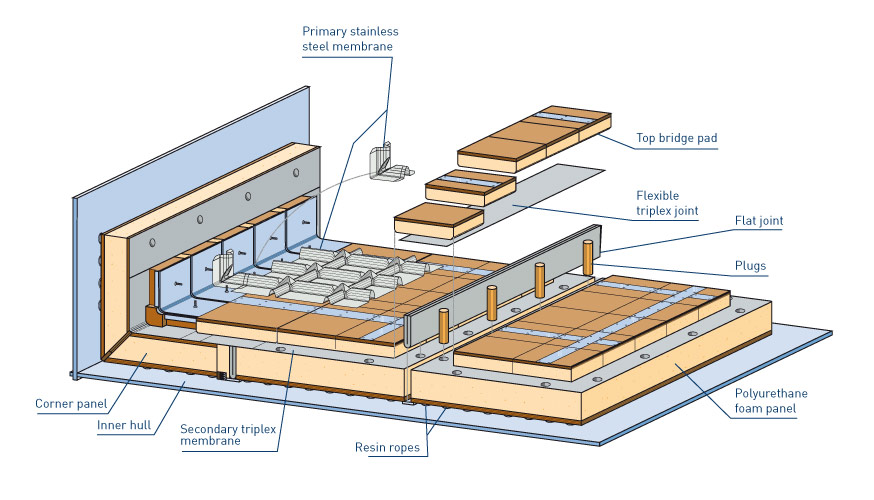 Primary stainless
steel membrane
Top bridge pad
Flexible
triplex joint
Flat joint
Plugs
Polyurethane
foam panel
Corner panel
Inner hull
Secondary triplex
membrane
Resin ropes